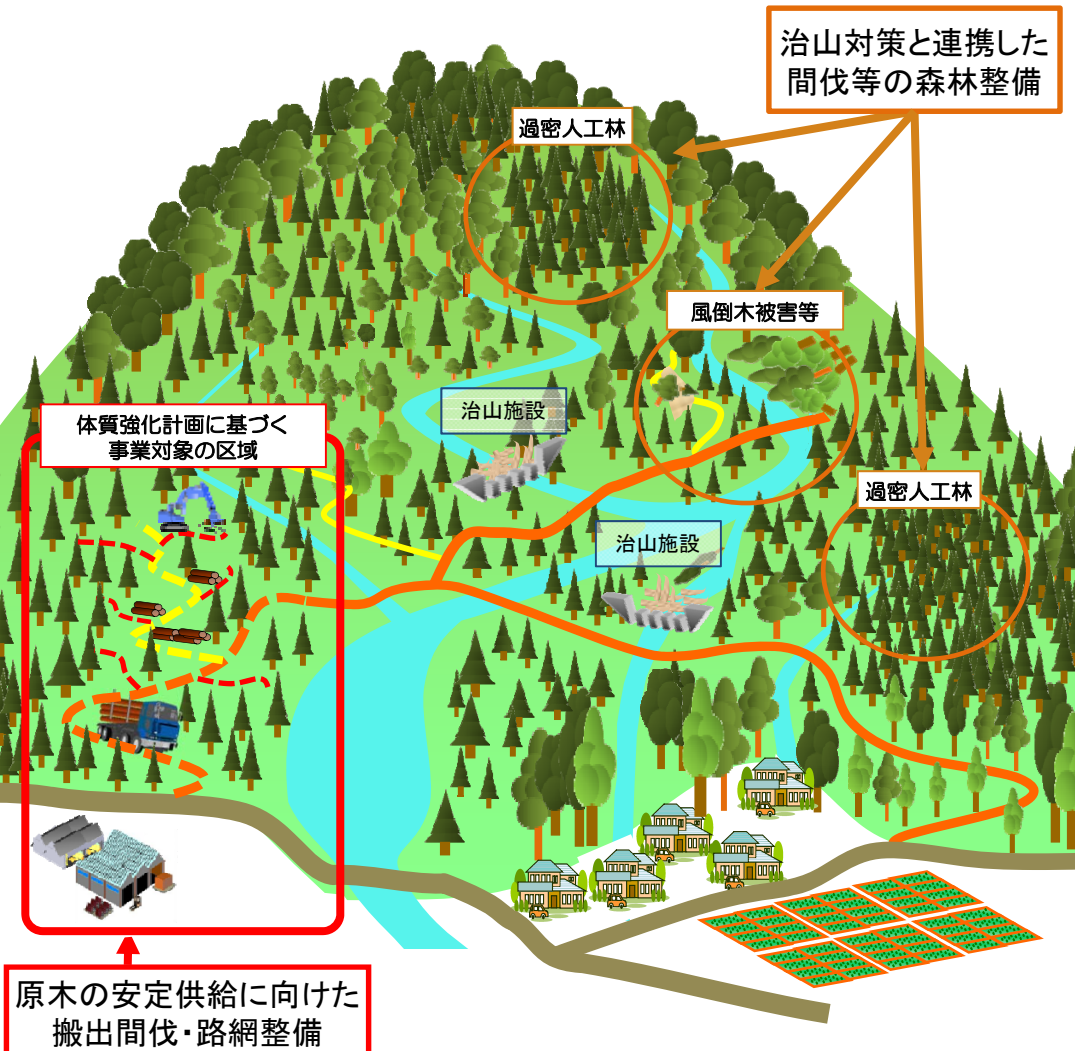 治山対策と連携した
間伐等の森林整備
過密人工林
風倒木被害等
治山施設
体質強化計画に基づく
事業対象の区域
過密人工林
治山施設
原木の安定供給に向けた
搬出間伐・路網整備